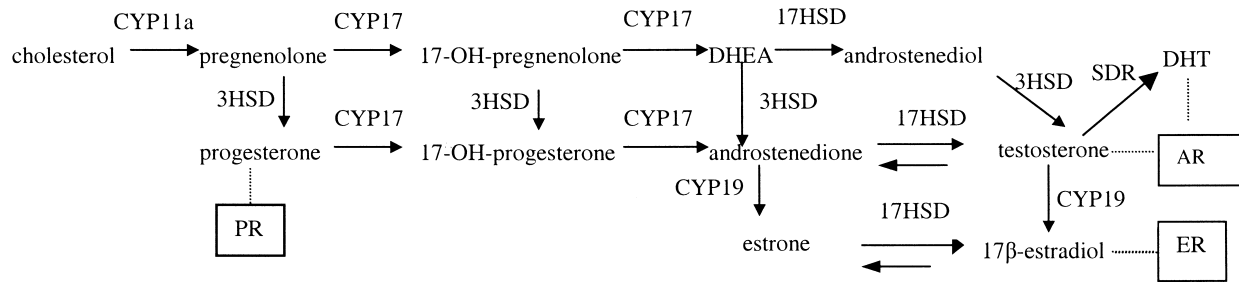 CYP11a CYP17 CYP17 17HSD
cholesterol pregnenolone 17-OH-pregnenolone DHEA androstenediol DHT
3HSD SDR
3HSD 3HSD 3HSD
CYP17 CYP17 17HSD
progesterone 17-OH-progesterone androstenedione testosterone AR
CYP19 CYP19
17HSD
PR estrone 17β-estradiol ER